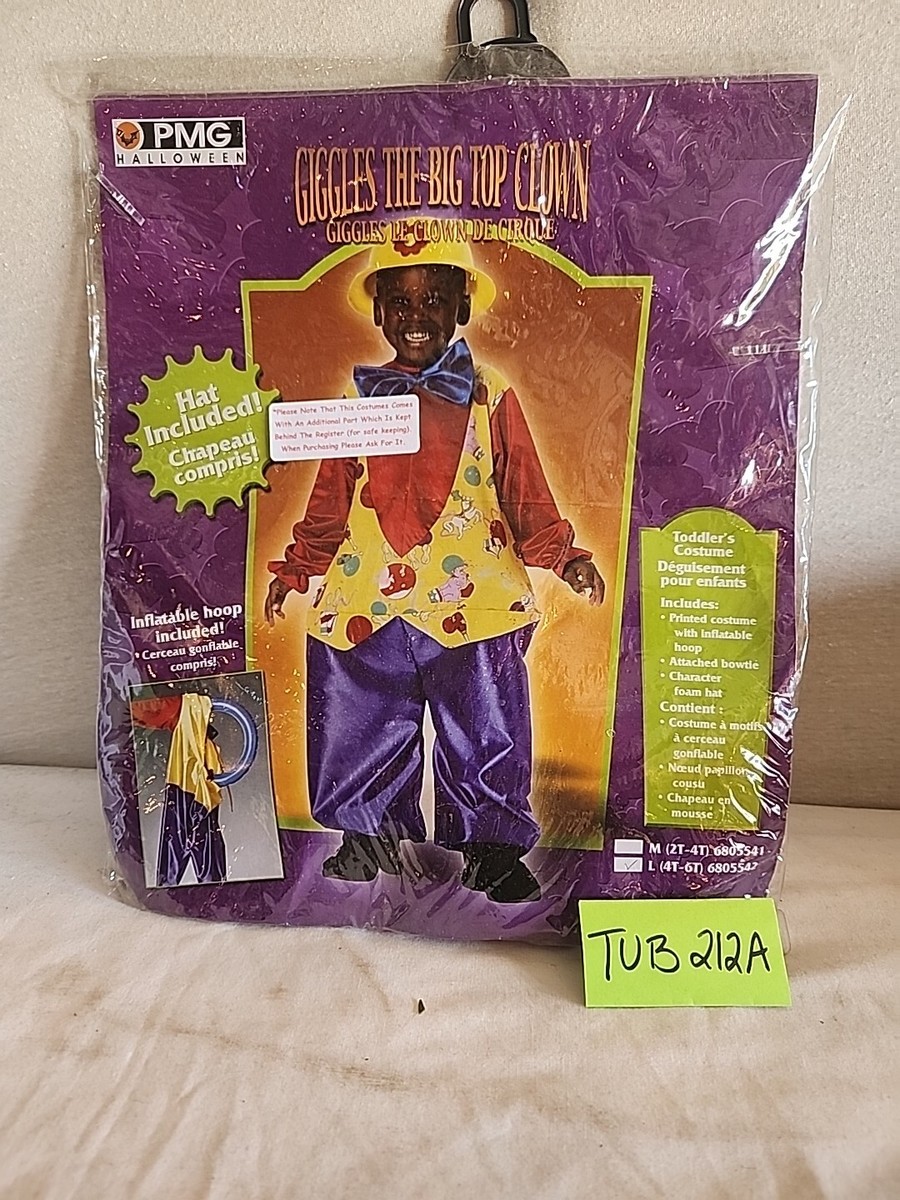 PMG
HALLOWEEN
GIGGLES THE BIG TOP CLOWN
GIGGLES LE CLOWN DE CIRQUE
Hat
Included!
Chapeau
compris!
*Please Note That This Costumes Comes
With An Additional Part Which Is Kept
Behind The Register (for safe keeping).
When Purchasing Please Ask For It.
Inflatable hoop
included!
Cerceau gonflable
compris!
Toddler's
Costume
Déguisement
pour enfants
Includes:
• Printed costume
with inflatable
hoop
• Attached bowtie
• Character
foam hat
Contient :
• Costume à motifs
à cerceau
gonflable
• Nœud papillon
cousu
• Chapeau en
mousse
M (2T-4T) 6805541
L (4T-6T) 6805542
TUB 212A